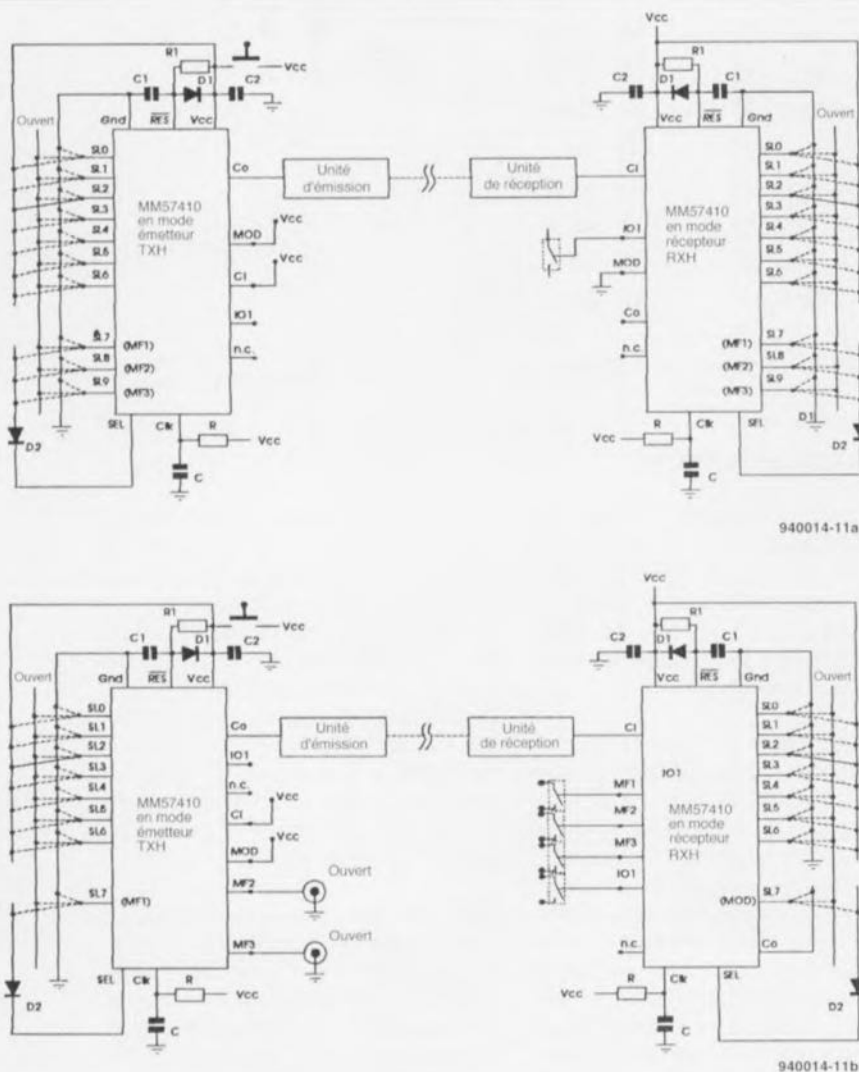 Vcc
R1
Vcc
C1
D1
C2
Ouvert
Gnd
RES
Vcc
SL0
SL1
SL2
SL3
SL4
SL5
SL6
SL7
SL8
SL9
(MF1)
(MF2)
(MF3)
MM57410
en mode
émetteur
TXH
Co
MOD
Vcc
CI
Vcc
IO1
n.c.
SEL
Clk
R
Vcc
C
D2
Unité
d'émission
Unité
de réception
R1
C2
D1
C1
Vcc
RES
Gnd
Ouvert
CI
IO1
MOD
Co
n.c.
MM57410
en mode
récepteur
RXH
SL0
SL1
SL2
SL3
SL4
SL5
SL6
(MF1)
SL7
(MF2)
SL8
(MF3)
SL9
D1
Vcc
R
Clk
SEL
C
D2
940014-11a
R1
Vcc
C1
D1
C2
Ouvert
Gnd
RES
Vcc
SL0
SL1
SL2
SL3
SL4
SL5
SL6
SL7
(MF1)
MM57410
en mode
émetteur
TXH
Co
IO1
n.c.
Vcc
CI
Vcc
MOD
MF2
Ouvert
MF3
Ouvert
SEL
Clk
R
Vcc
C
D2
Unité
d'émission
Unité
de réception
Vcc
R1
C2
D1
C1
Vcc
RES
Gnd
Ouvert
CI
MF1
MF2
MF3
IO1
n.c.
IO1
MM57410
en mode
récepteur
RXH
SL0
SL1
SL2
SL3
SL4
SL5
SL6
SL7
(MOD)
Co
Vcc
R
Clk
SEL
C
D2
940014-11b